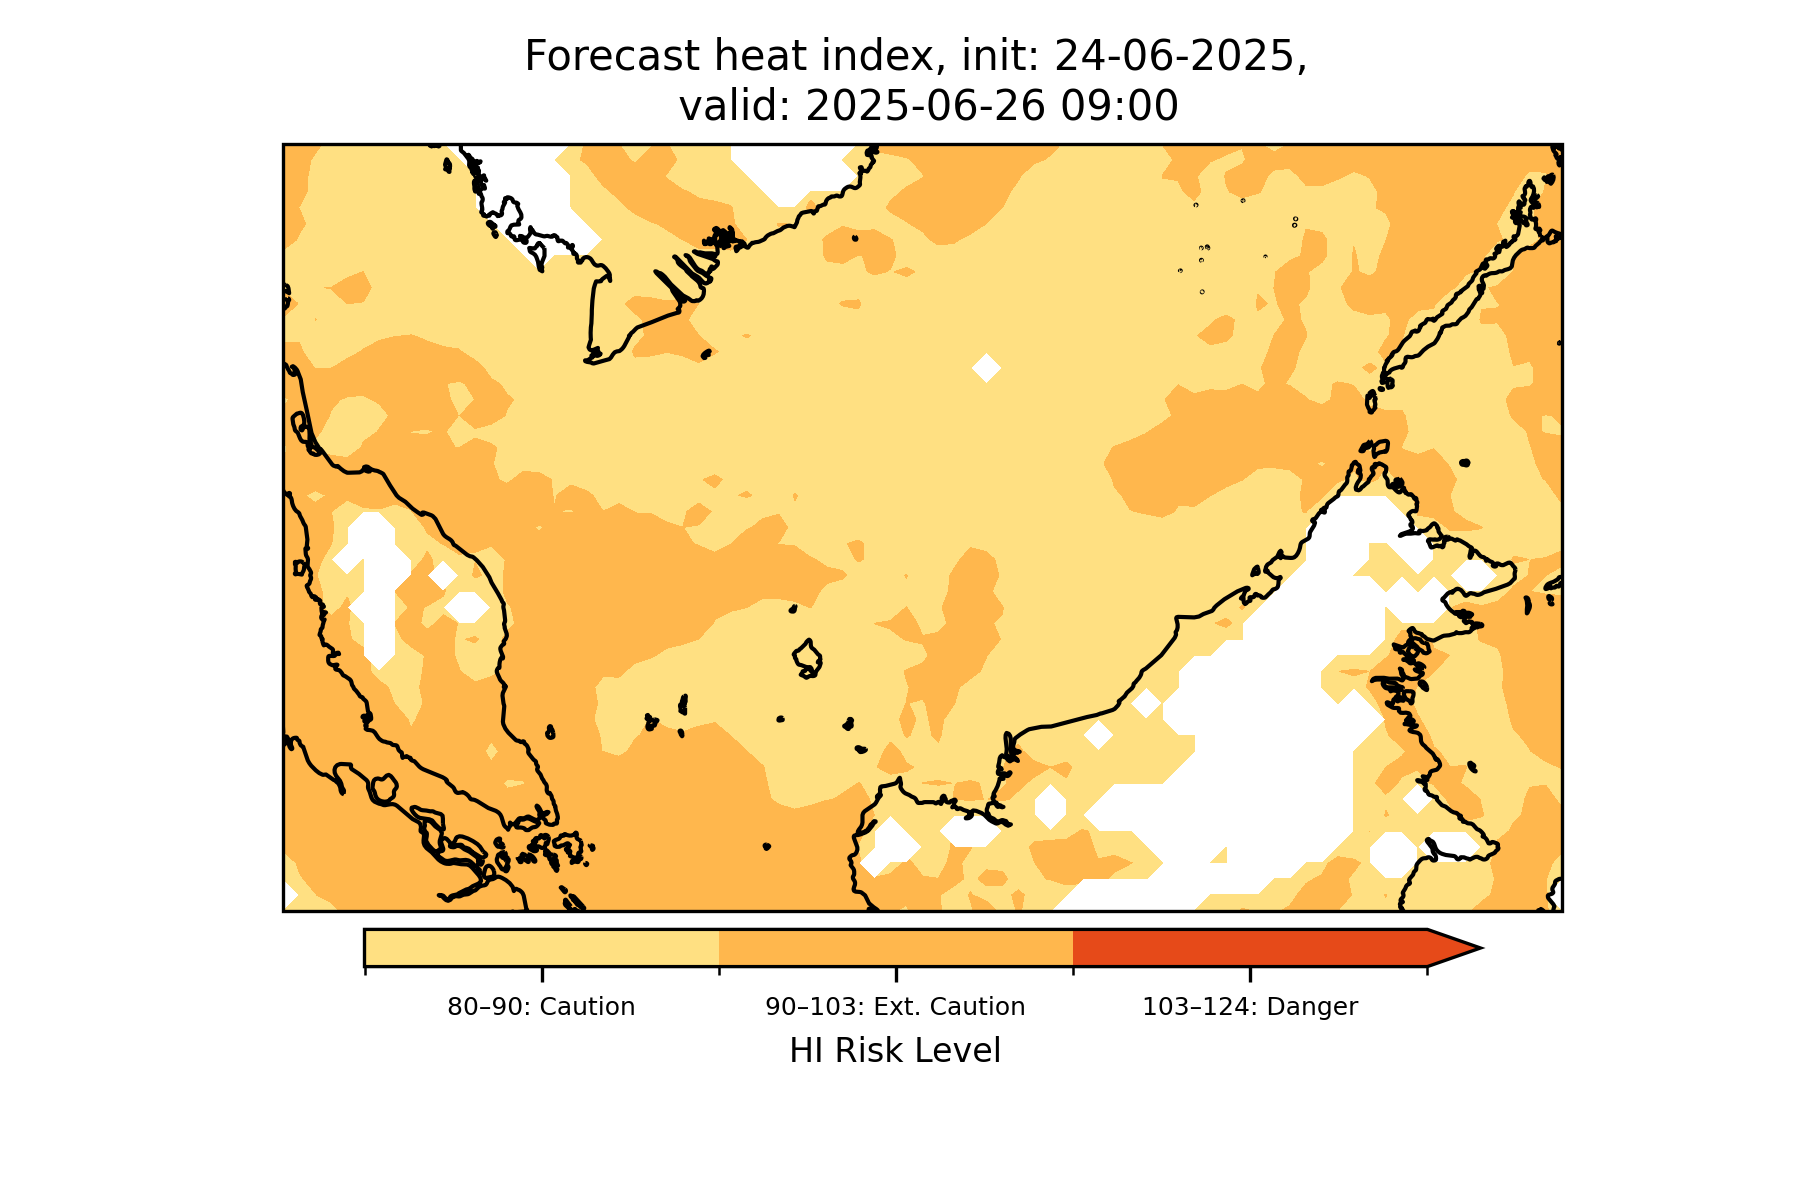 Forecast heat index, init: 24-06-2025,
valid: 2025-06-26 09:00
80–90: Caution
90–103: Ext. Caution
103–124: Danger
HI Risk Level